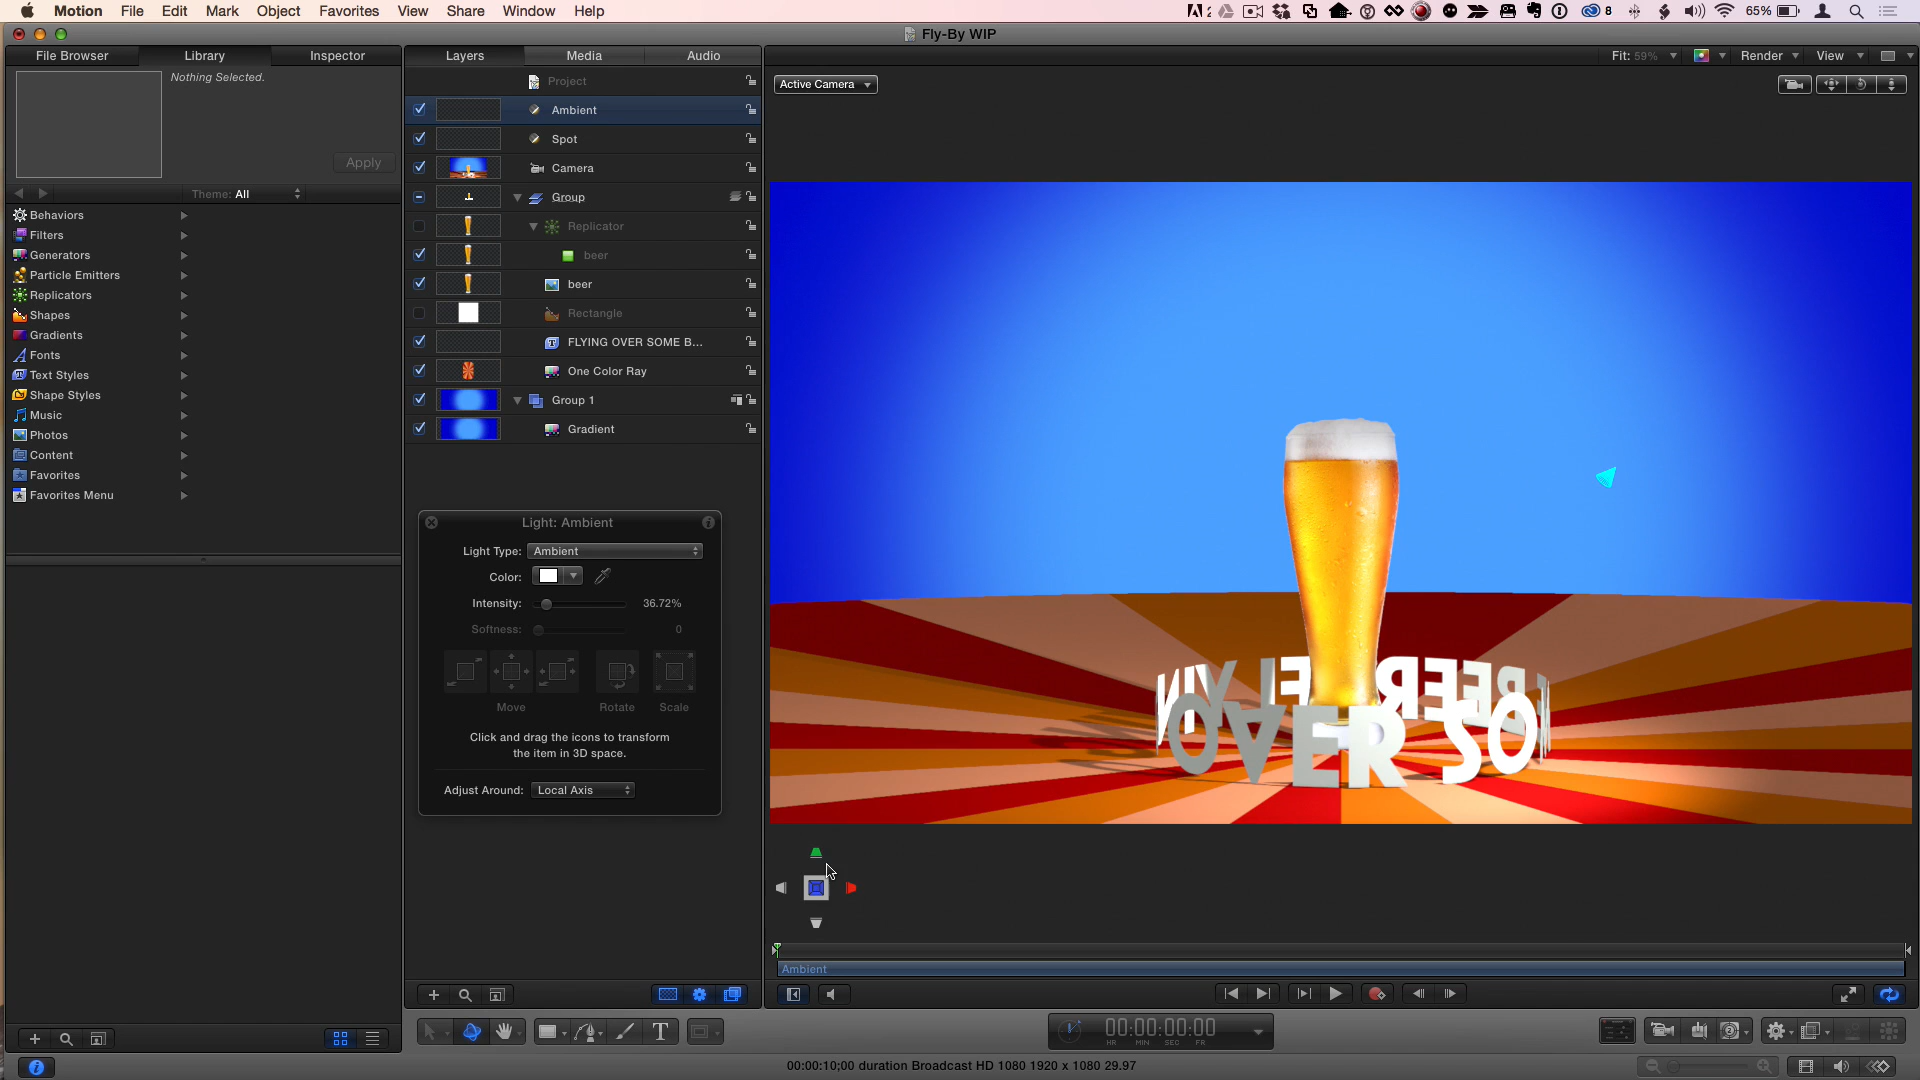 Motion File Edit Mark Object Favorites View Share Window Help
2 8 65%
Fly-By WIP
File Browser Library Inspector
Layers Media Audio
Fit: 59% Render View
Nothing Selected.
Apply
Theme: All
Behaviors
Filters
Generators
Particle Emitters
Replicators
Shapes
Gradients
Fonts
Text Styles
Shape Styles
Music
Photos
Content
Favorites
Favorites Menu
Project
Ambient
Spot
Camera
Group
Replicator
beer
beer
Rectangle
FLYING OVER SOME B...
One Color Ray
Group 1
Gradient
Light: Ambient
Light Type: Ambient
Color:
Intensity: 36.72%
Softness: 0
Move Rotate Scale
Click and drag the icons to transform
the item in 3D space.
Adjust Around: Local Axis
Active Camera
BEER
OVER SO
Ambient
00:00:00:00
HR MIN SEC FR
00:00:10;00 duration Broadcast HD 1080 1920 x 1080 29.97